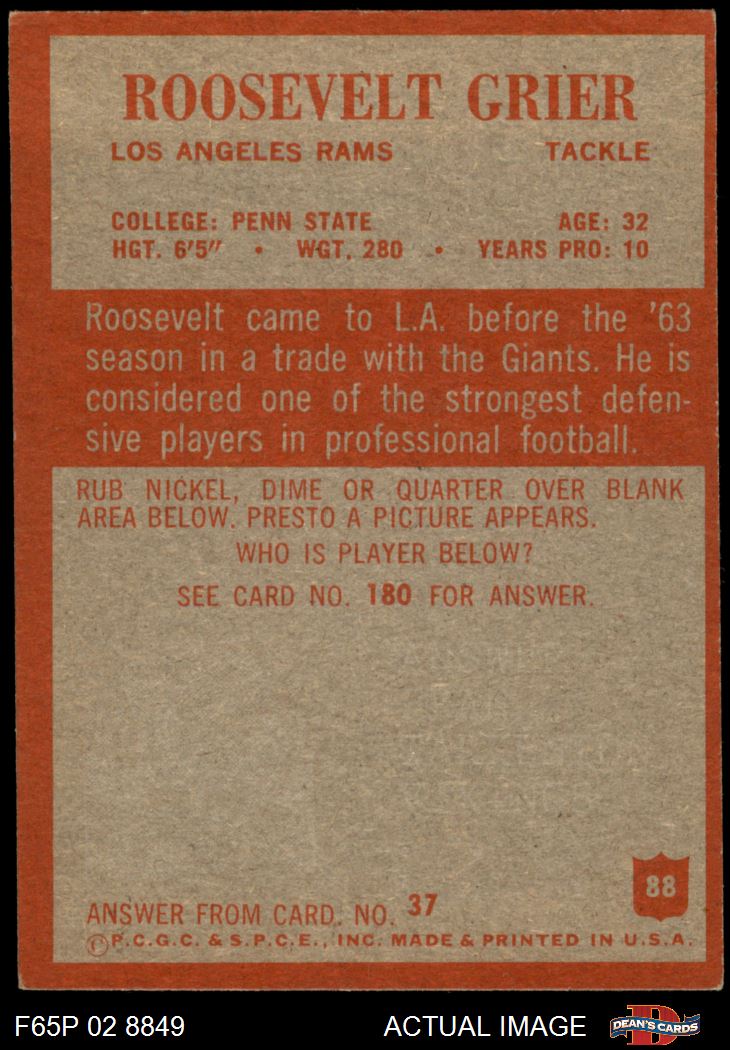 ROOSEVELT GRIER
LOS ANGELES RAMS TACKLE
COLLEGE: PENN STATE AGE: 32
HGT. 6'5" • WGT. 280 • YEARS PRO: 10
Roosevelt came to L.A. before the '63
season in a trade with the Giants. He is
considered one of the strongest defen-
sive players in professional football.
RUB NICKEL, DIME OR QUARTER OVER BLANK
AREA BELOW. PRESTO A PICTURE APPEARS.
WHO IS PLAYER BELOW?
SEE CARD NO. 180 FOR ANSWER.
88
ANSWER FROM CARD. NO. 37
Ⓟ P.C.G.C. & S.P.C.E., INC. MADE & PRINTED IN U.S.A.
F65P 02 8849 ACTUAL IMAGE DEAN'S CARDS